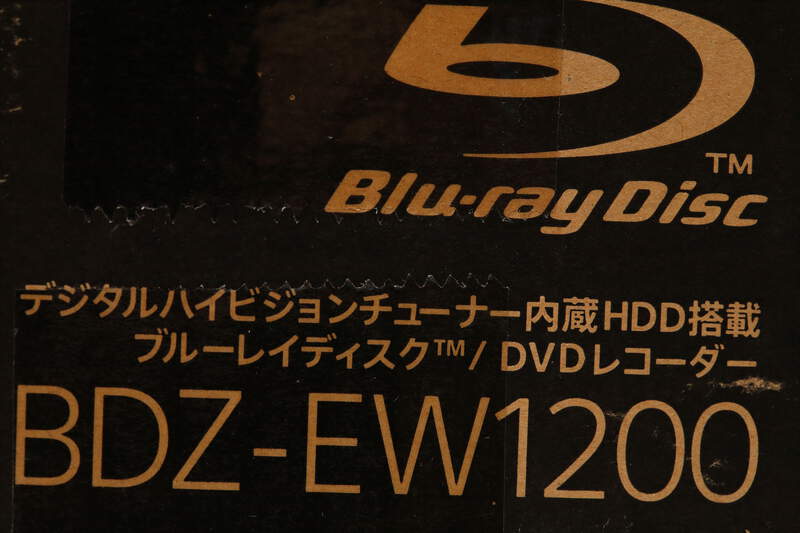 TM
Blu-ray Disc
デジタルハイビジョンチューナー内蔵HDD搭載
ブルーレイディスク™/ DVDレコーダー
BDZ-EW1200